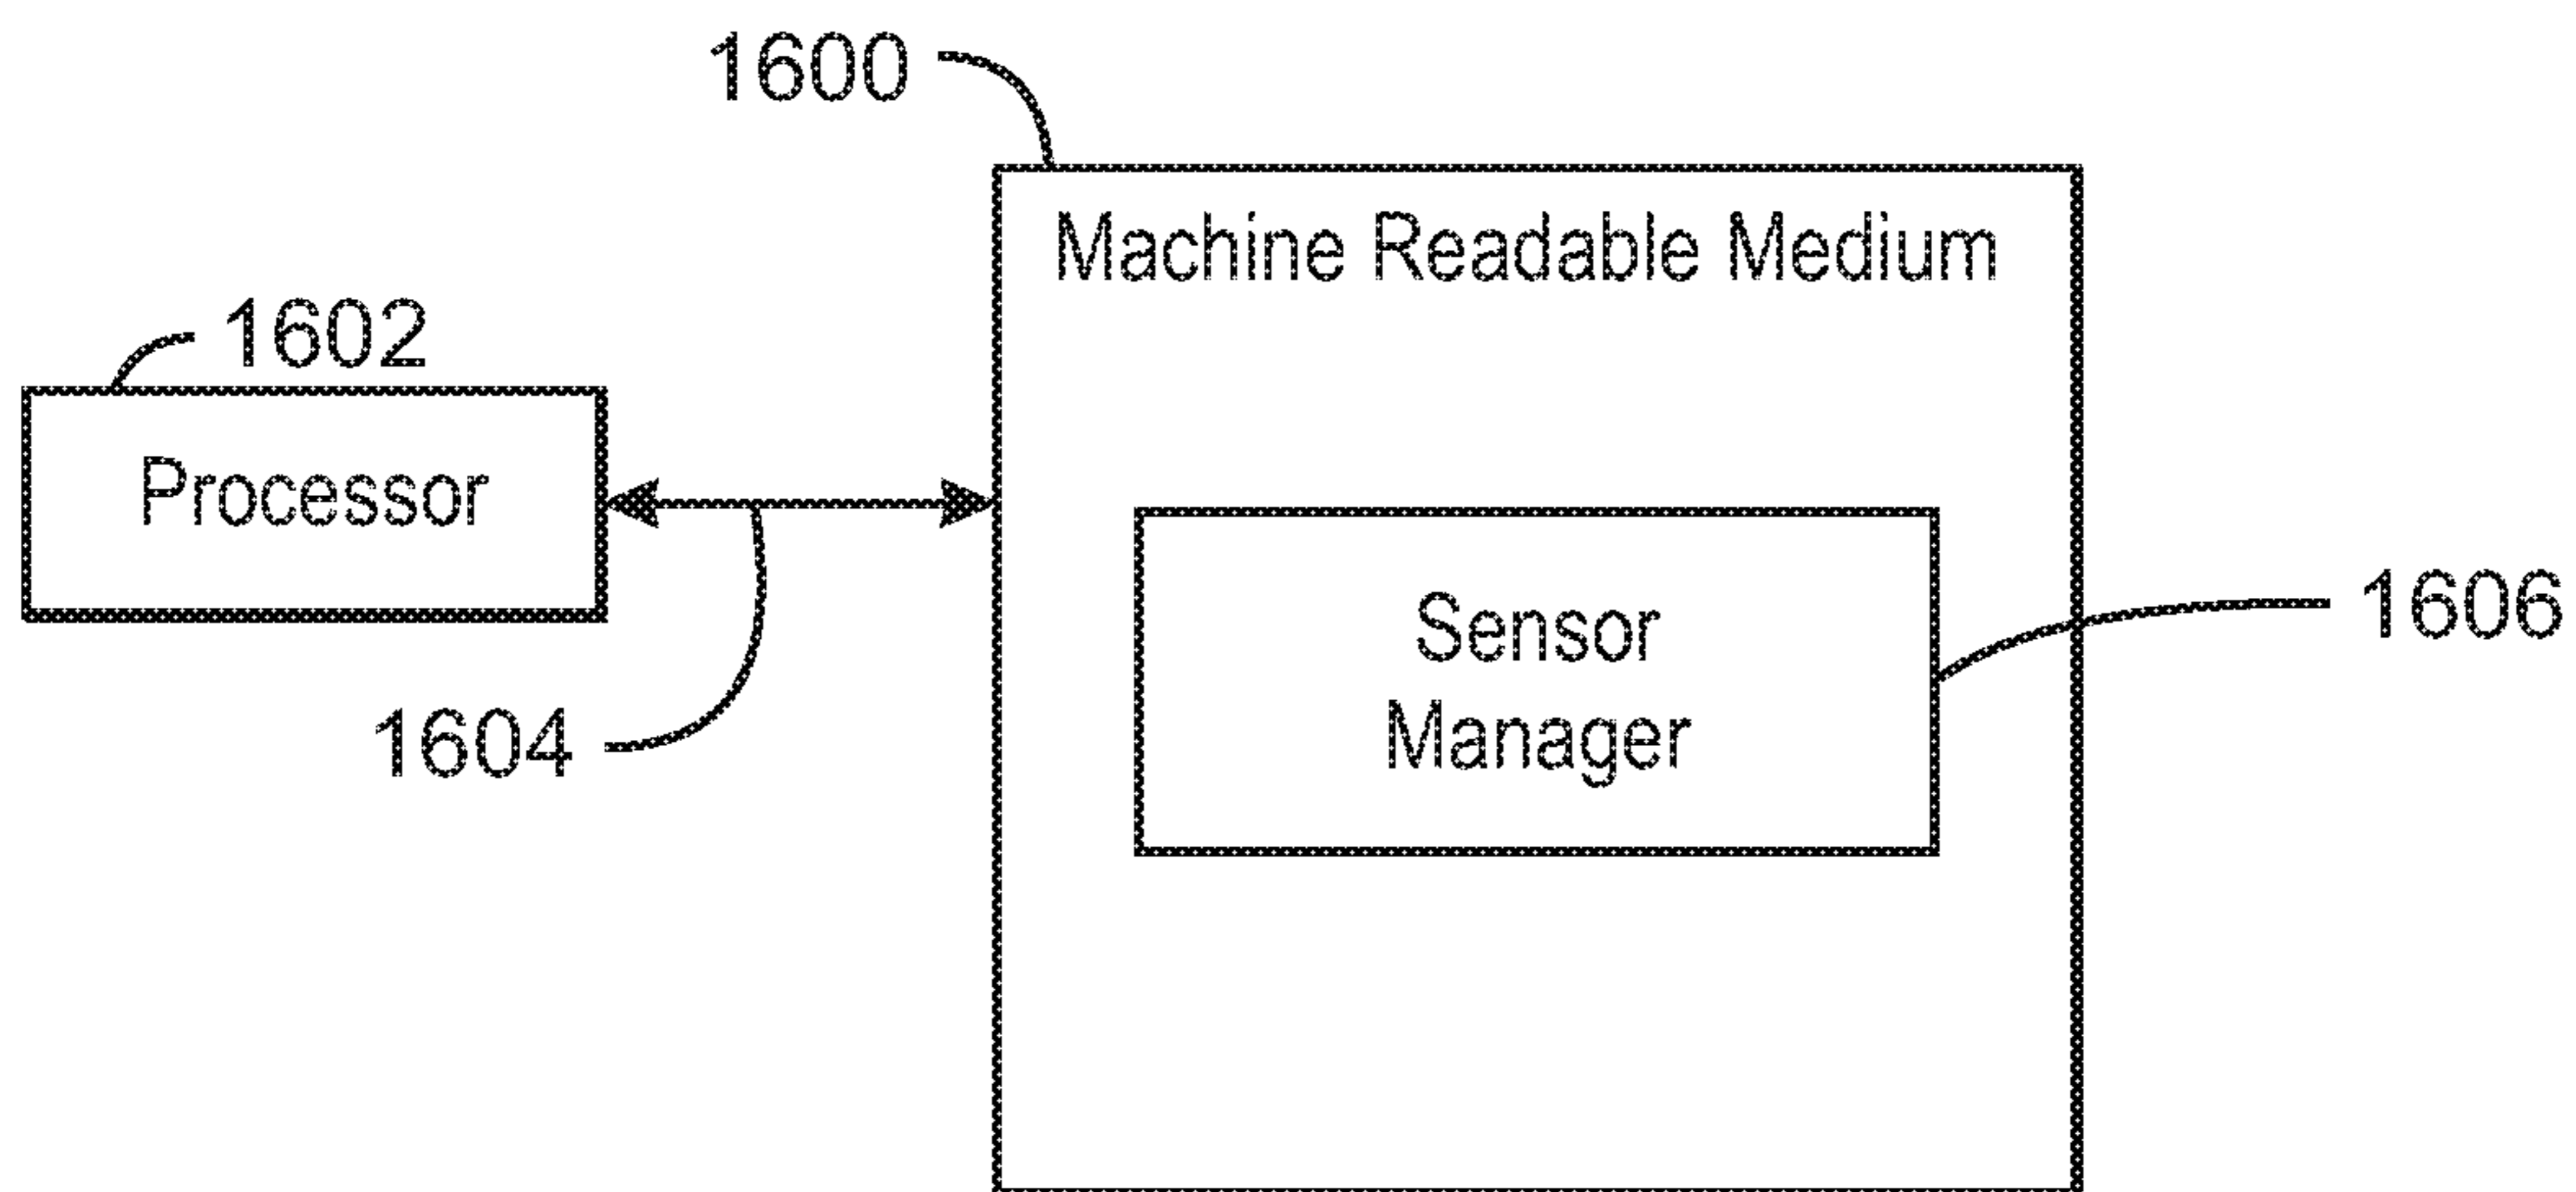 1600
Machine Readable Medium
1602
Processor
Sensor
Manager
1606
1604